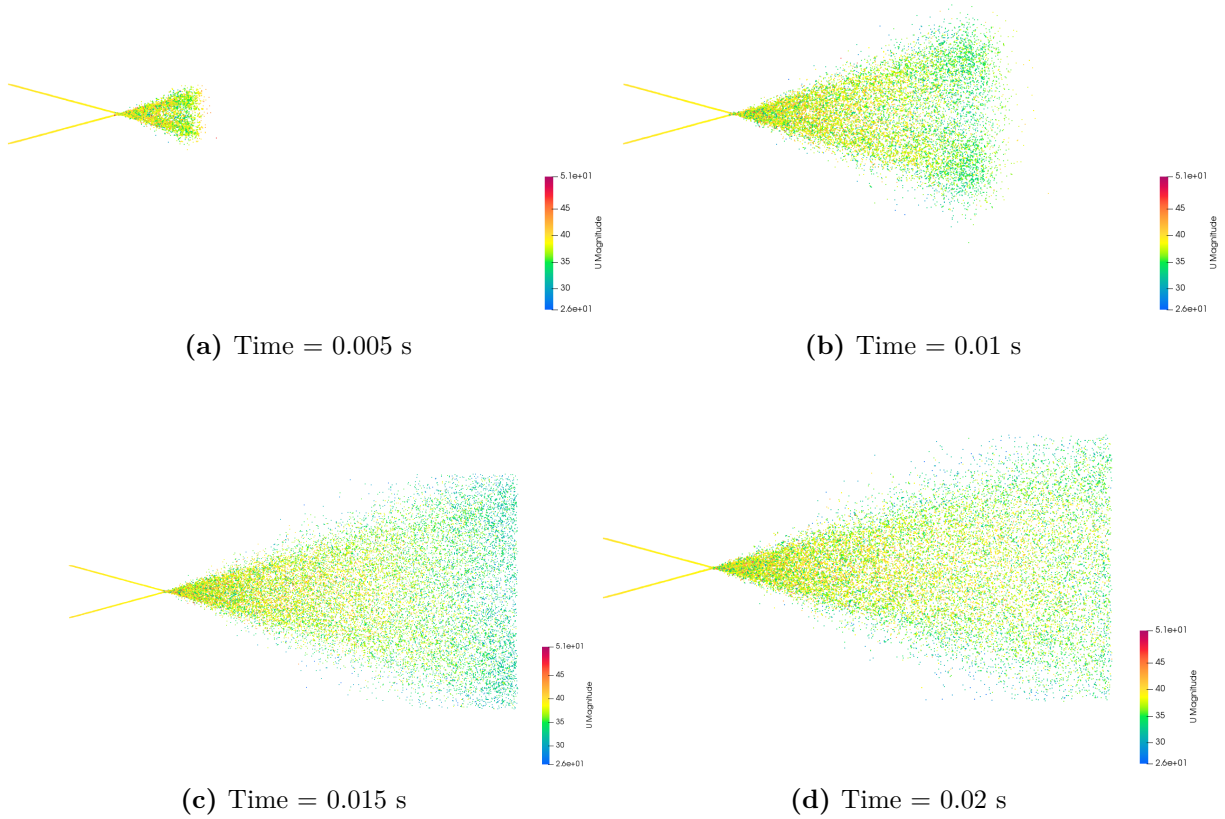 5.1e+01
45
40
35
30
2.6e+01
U Magnitude
(a) Time = 0.005 s
5.1e+01
45
40
35
30
2.6e+01
U Magnitude
(b) Time = 0.01 s
5.1e+01
45
40
35
30
2.6e+01
U Magnitude
(c) Time = 0.015 s
5.1e+01
45
40
35
30
2.6e+01
U Magnitude
(d) Time = 0.02 s